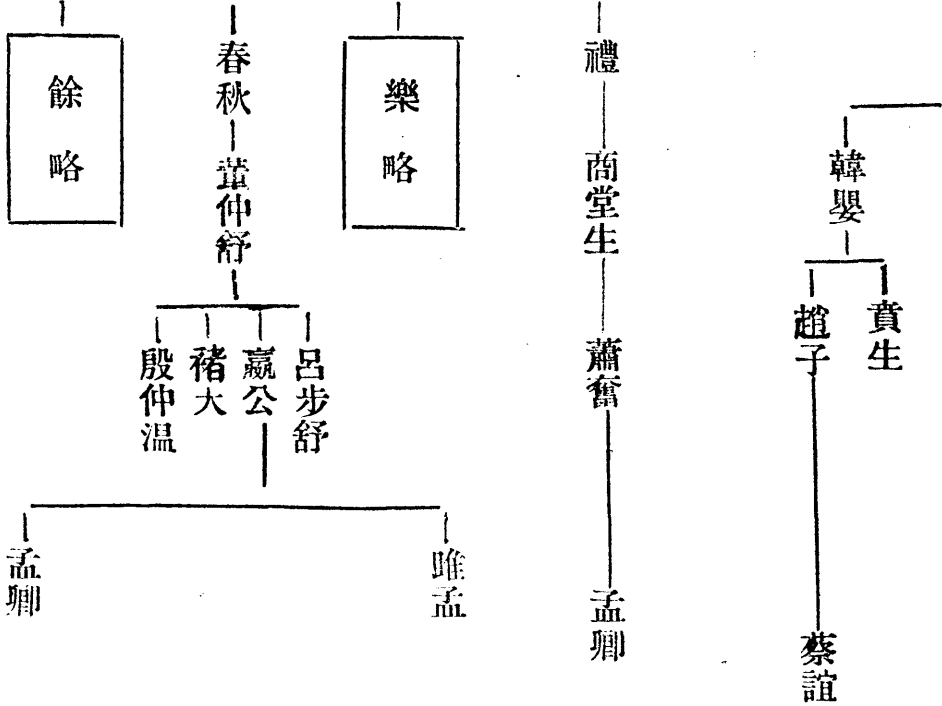 韓嬰
賁生
趙子
蔡誼
禮
商堂生
蕭奮
孟卿
樂略
春秋
董仲舒
呂步舒
嬴公
褚大
殷仲溫
眭孟
孟卿
餘略